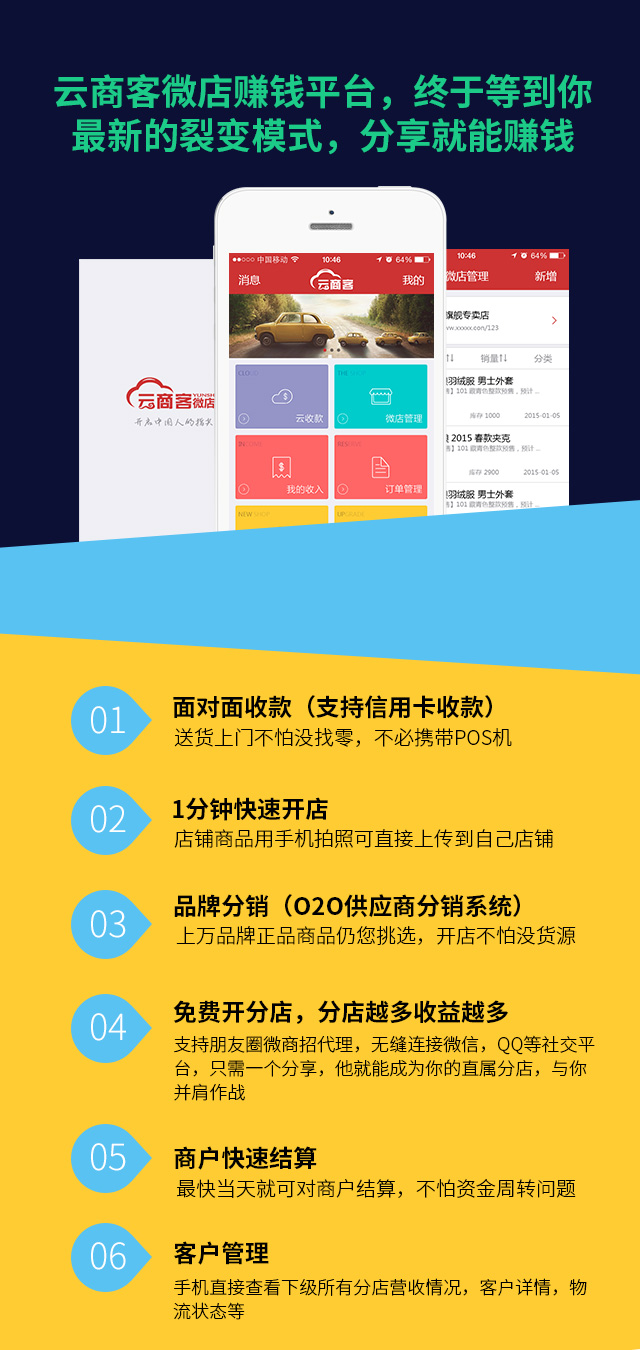 云商客微店赚钱平台，终于等到你
最新的裂变模式，分享就能赚钱
中国移动 10:46 64%
消息 云商客 我的
云收款
微店管理
我的收入
订单管理
NEW SHOP
云商客 微店
开启中国人的指尖
10:46 64%
微店管理 新增
旗舰专卖店
销量 分类
羽绒服 男士外套
库存 1000 2015-01-05
2015 春款夹克
库存 2900 2015-01-05
羽绒服 男士外套
01
面对面收款（支持信用卡收款）
送货上门不怕没找零，不必携带POS机
02
1分钟快速开店
店铺商品用手机拍照可直接上传到自己店铺
03
品牌分销（O2O供应商分销系统）
上万品牌正品商品仍您挑选，开店不怕没货源
04
免费开分店，分店越多收益越多
支持朋友圈微商招代理，无缝连接微信，QQ等社交平
台，只需一个分享，他就能成为你的直属分店，与你
并肩作战
05
商户快速结算
最快当天就可对商户结算，不怕资金周转问题
06
客户管理
手机直接查看下级所有分店营收情况，客户详情，物
流状态等